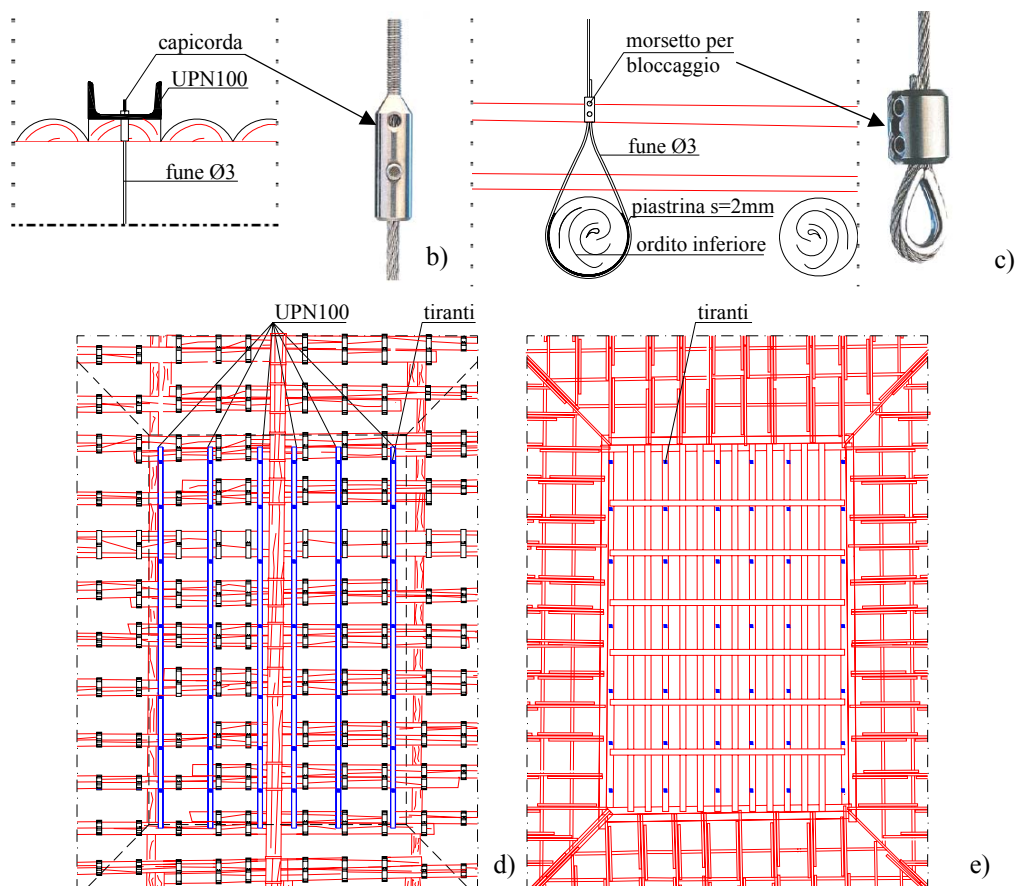 capicorda
UPN100
fune Ø3
b)
morsetto per
bloccaggio
fune Ø3
piastrina s=2mm
ordito inferiore
c)
UPN100
tiranti
d)
tiranti
e)